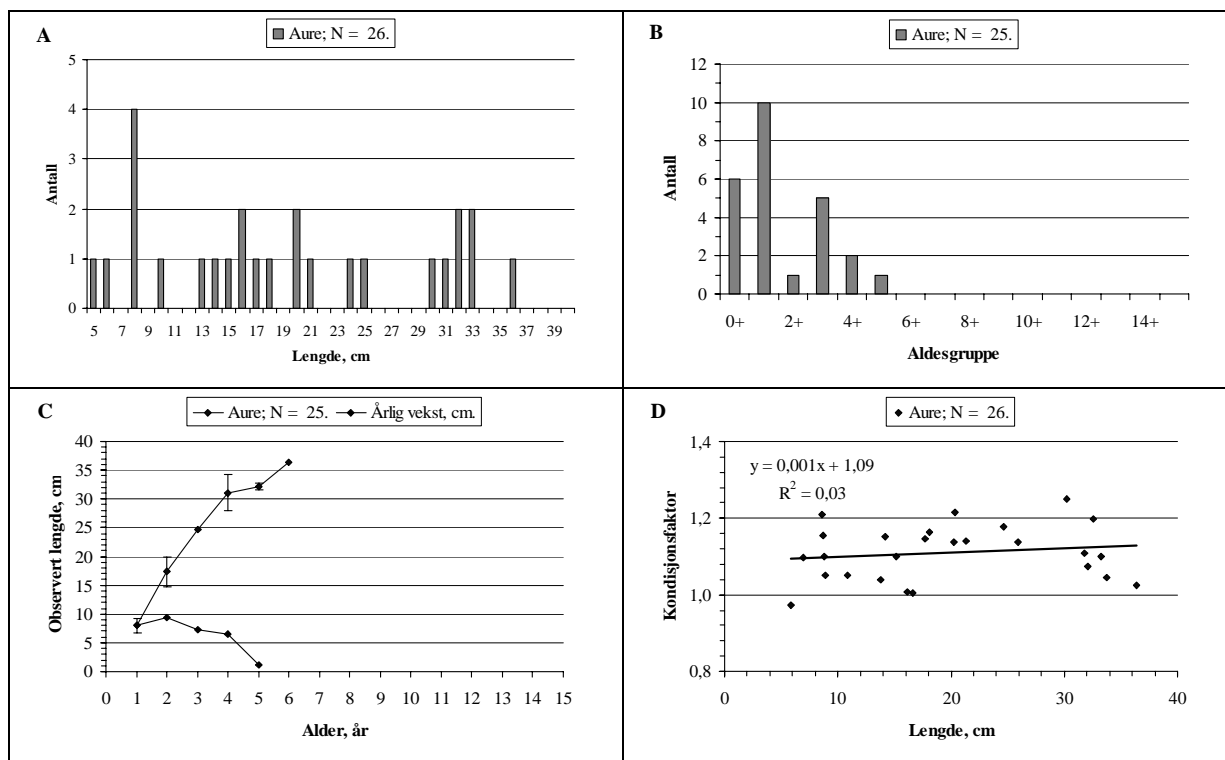 A
Aure; N = 26.
5
4
3
2
1
0
Antall
5 7 9 11 13 15 17 19 21 23 25 27 29 31 33 35 37 39
Lengde, cm
B
Aure; N = 25.
12
10
8
6
4
2
0
Antall
0+ 2+ 4+ 6+ 8+ 10+ 12+ 14+
Aldesgruppe
C
Aure; N = 25. Årlig vekst, cm.
40
35
30
25
20
15
10
5
0
Observert lengde, cm
0 1 2 3 4 5 6 7 8 9 10 11 12 13 14 15
Alder, år
D
Aure; N = 26.
1,4
1,2
1,0
0,8
Kondisjonsfaktor
y = 0,001x + 1,09
R² = 0,03
0 10 20 30 40
Lengde, cm